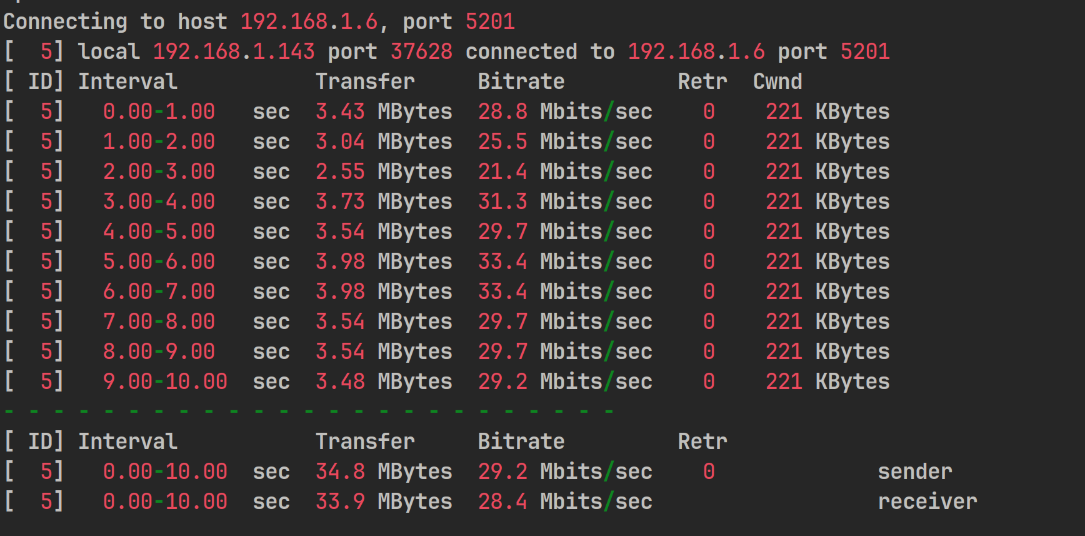 Connecting to host 192.168.1.6, port 5201
[  5] local 192.168.1.143 port 37628 connected to 192.168.1.6 port 5201
[ ID] Interval           Transfer     Bitrate         Retr  Cwnd
[  5]   0.00-1.00   sec  3.43 MBytes  28.8 Mbits/sec    0    221 KBytes
[  5]   1.00-2.00   sec  3.04 MBytes  25.5 Mbits/sec    0    221 KBytes
[  5]   2.00-3.00   sec  2.55 MBytes  21.4 Mbits/sec    0    221 KBytes
[  5]   3.00-4.00   sec  3.73 MBytes  31.3 Mbits/sec    0    221 KBytes
[  5]   4.00-5.00   sec  3.54 MBytes  29.7 Mbits/sec    0    221 KBytes
[  5]   5.00-6.00   sec  3.98 MBytes  33.4 Mbits/sec    0    221 KBytes
[  5]   6.00-7.00   sec  3.98 MBytes  33.4 Mbits/sec    0    221 KBytes
[  5]   7.00-8.00   sec  3.54 MBytes  29.7 Mbits/sec    0    221 KBytes
[  5]   8.00-9.00   sec  3.54 MBytes  29.7 Mbits/sec    0    221 KBytes
[  5]   9.00-10.00  sec  3.48 MBytes  29.2 Mbits/sec    0    221 KBytes
- - - - - - - - - - - - - - - - - - - - - - - - -
[ ID] Interval           Transfer     Bitrate         Retr
[  5]   0.00-10.00  sec  34.8 MBytes  29.2 Mbits/sec    0             sender
[  5]   0.00-10.00  sec  33.9 MBytes  28.4 Mbits/sec                  receiver